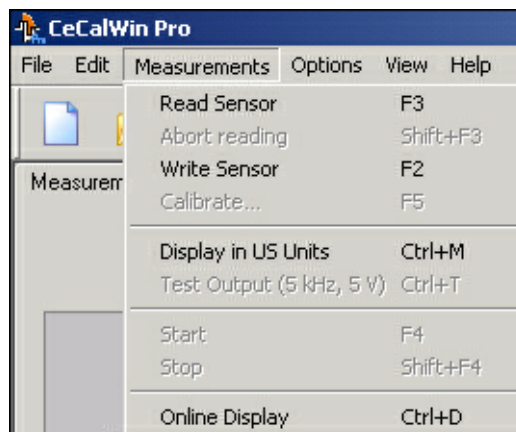 CeCalWin Pro
File Edit Measurements Options View Help
Read Sensor F3
Abort reading Shift+F3
Write Sensor F2
Measurem
Calibrate... F5
Display in US Units Ctrl+M
Test Output (5 kHz, 5 V) Ctrl+T
Start F4
Stop Shift+F4
Online Display Ctrl+D